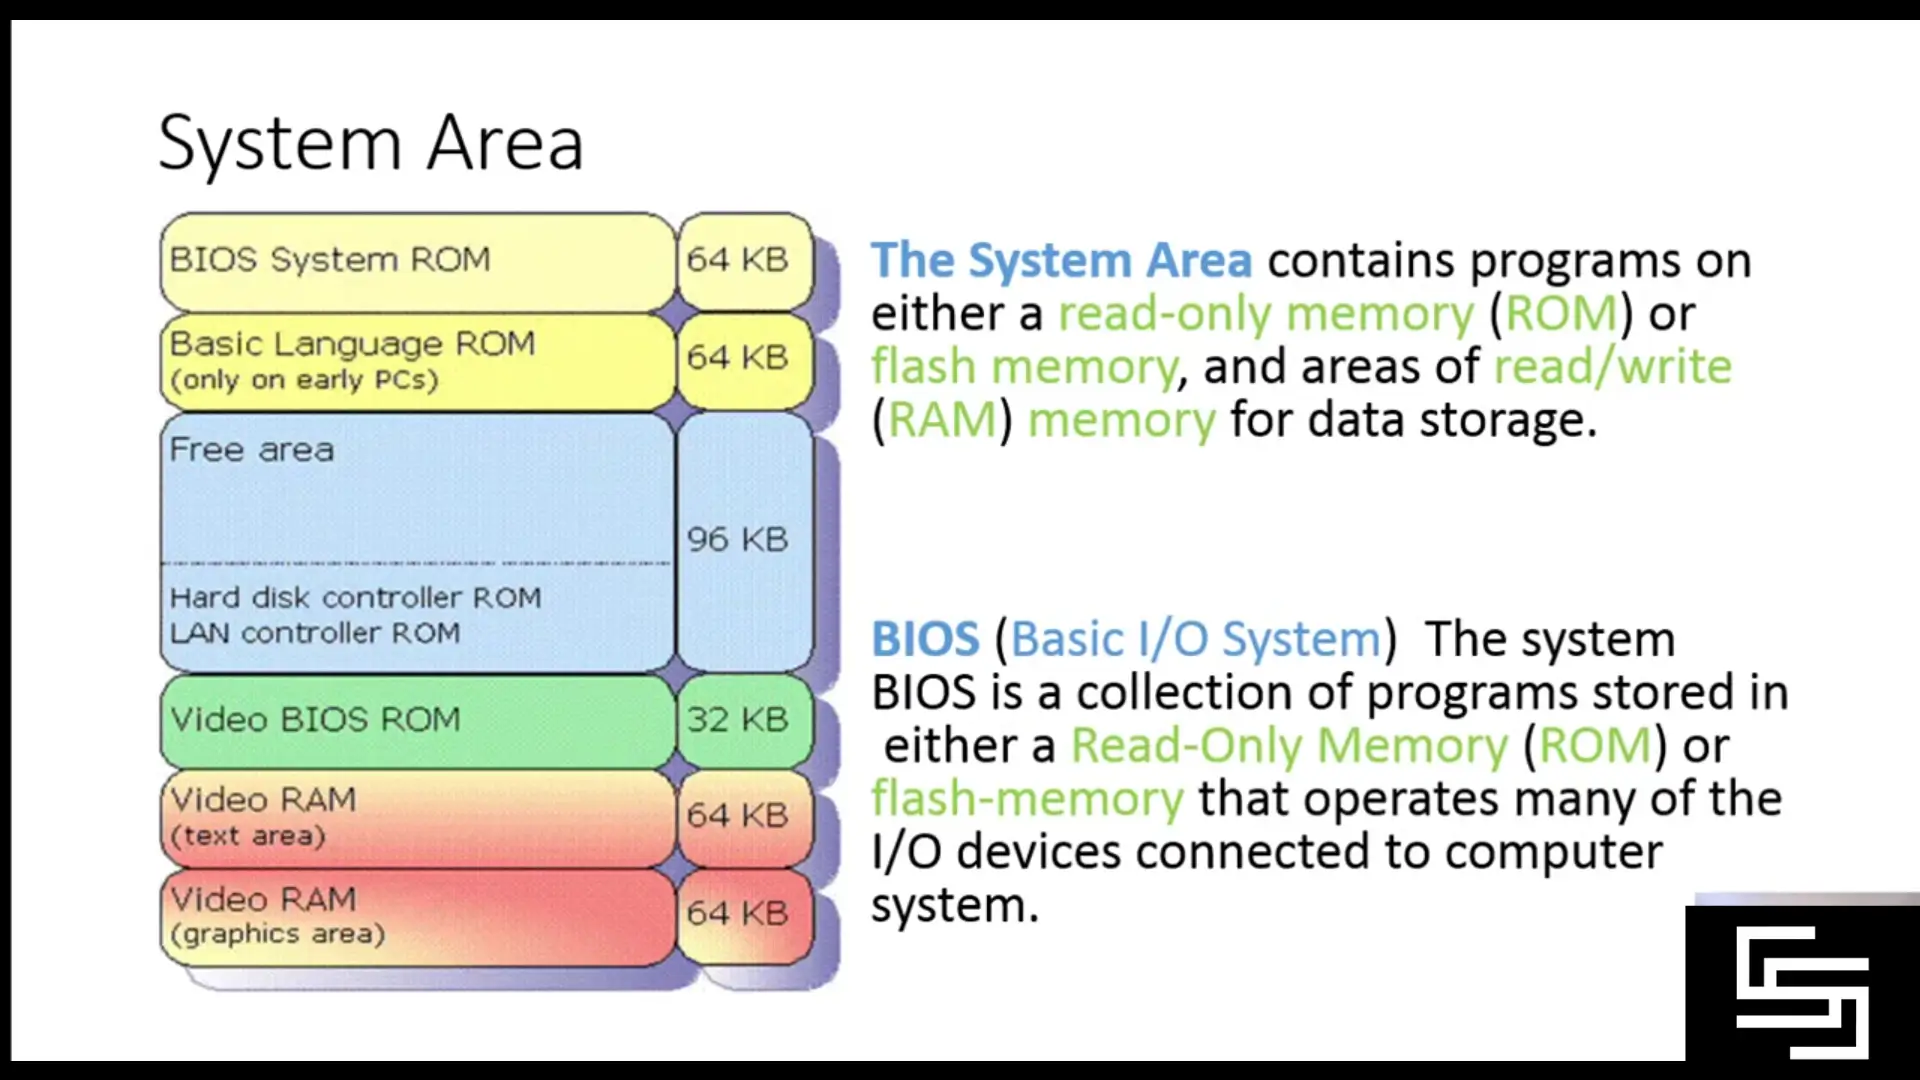 System Area
BIOS System ROM 64 KB
Basic Language ROM
(only on early PCs)
64 KB
Free area
96 KB
Hard disk controller ROM
LAN controller ROM
Video BIOS ROM 32 KB
Video RAM
(text area)
64 KB
Video RAM
(graphics area)
64 KB
The System Area contains programs on
either a read-only memory (ROM) or
flash memory, and areas of read/write
(RAM) memory for data storage.
BIOS (Basic I/O System) The system
BIOS is a collection of programs stored in
either a Read-Only Memory (ROM) or
flash-memory that operates many of the
I/O devices connected to computer
system.